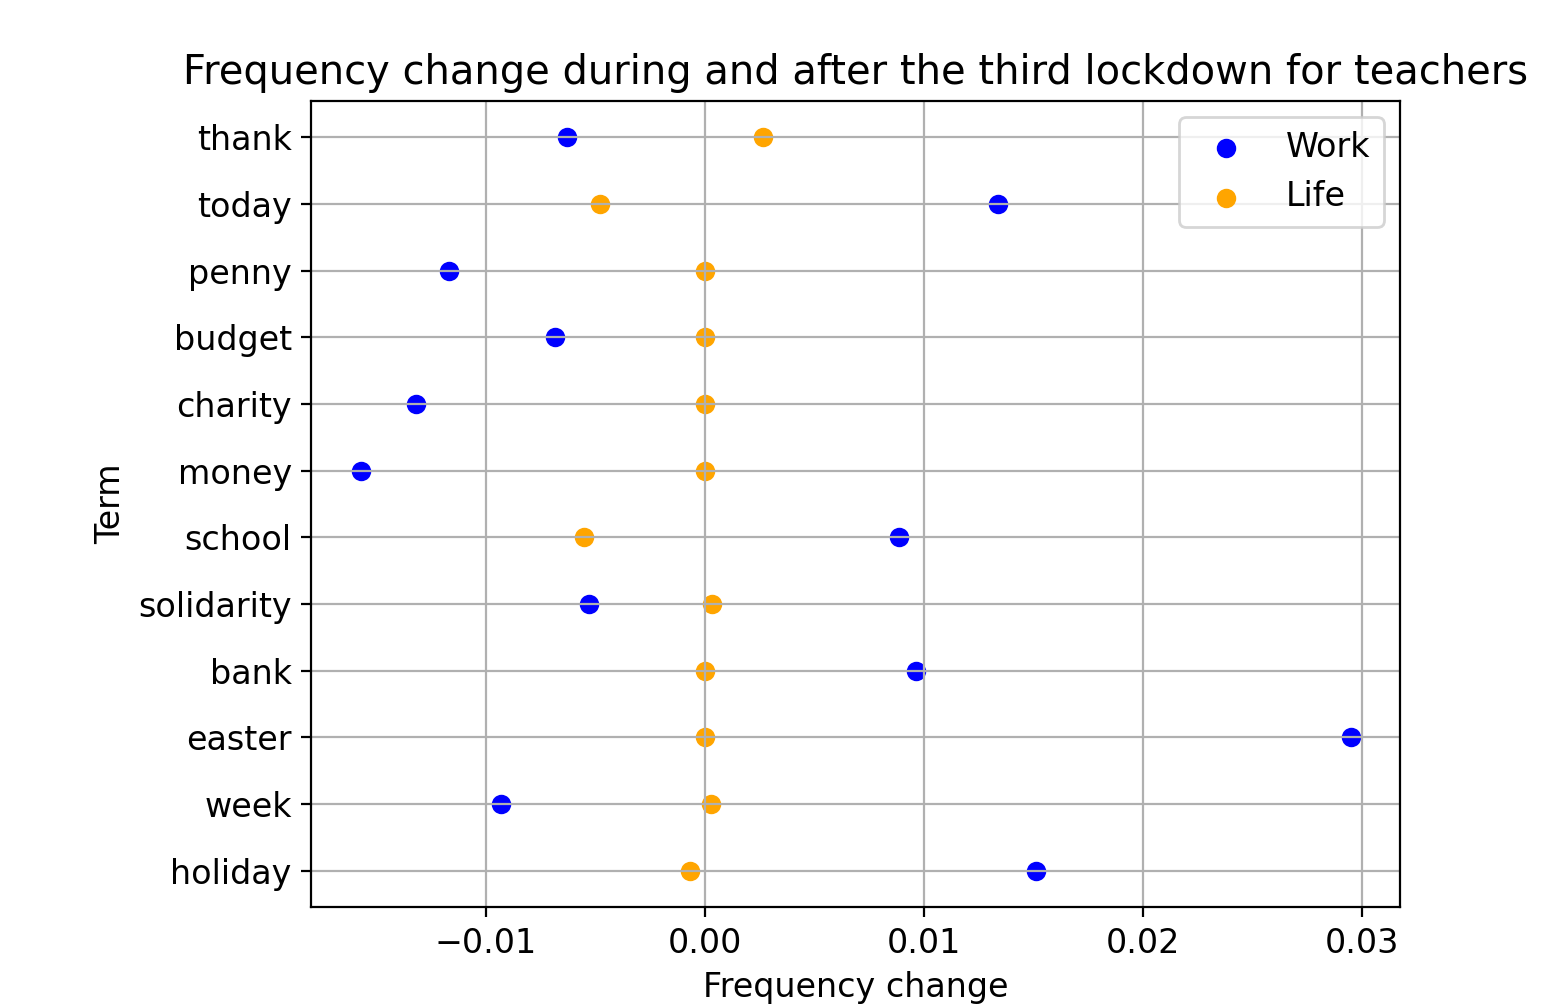 Frequency change during and after the third lockdown for teachers
Work
Life
thank
today
penny
budget
charity
money
school
solidarity
bank
easter
week
holiday
Term
−0.01 0.00 0.01 0.02 0.03
Frequency change